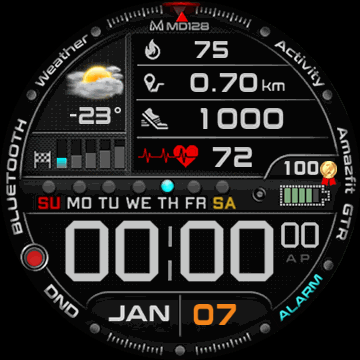 MD128
Weather
Activity
75
0.70 km
-23°
1000
72
100
BLUETOOTH
Amazfit GTR
SU MO TU WE TH FR SA
00:00
00
AP
DND
ALARM
JAN 07